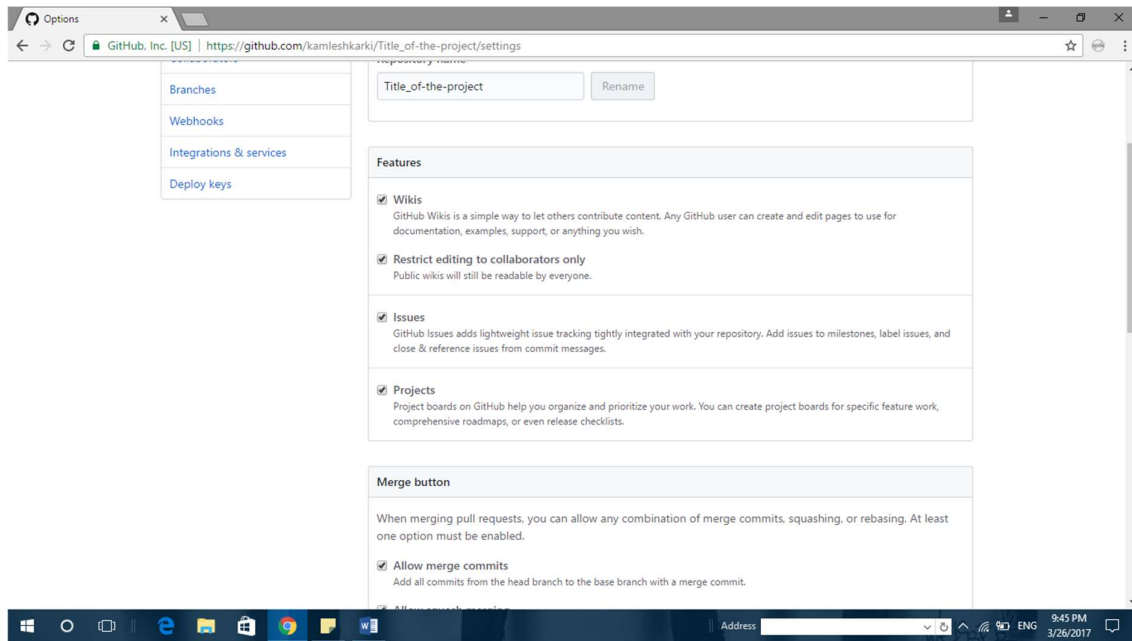 Options
GitHub, Inc. [US] | https://github.com/kamleshkarki/Title_of-the-project/settings
Collaborators
Branches
Webhooks
Integrations & services
Deploy keys
Repository name
Title_of-the-project
Rename
Features
Wikis
GitHub Wikis is a simple way to let others contribute content. Any GitHub user can create and edit pages to use for
documentation, examples, support, or anything you wish.
Restrict editing to collaborators only
Public wikis will still be readable by everyone.
Issues
GitHub Issues adds lightweight issue tracking tightly integrated with your repository. Add issues to milestones, label issues, and
close & reference issues from commit messages.
Projects
Project boards on GitHub help you organize and prioritize your work. You can create project boards for specific feature work,
comprehensive roadmaps, or even release checklists.
Merge button
When merging pull requests, you can allow any combination of merge commits, squashing, or rebasing. At least
one option must be enabled.
Allow merge commits
Add all commits from the head branch to the base branch with a merge commit.
Allow squash merging
Address
ENG
9:45 PM
3/26/2017